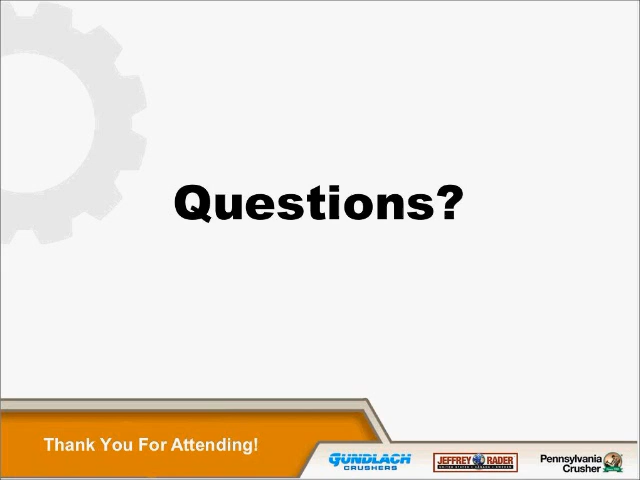 Questions?
Thank You For Attending!
GUNDLACH
CRUSHERS
JEFFREY RADER
Pennsylvania
Crusher